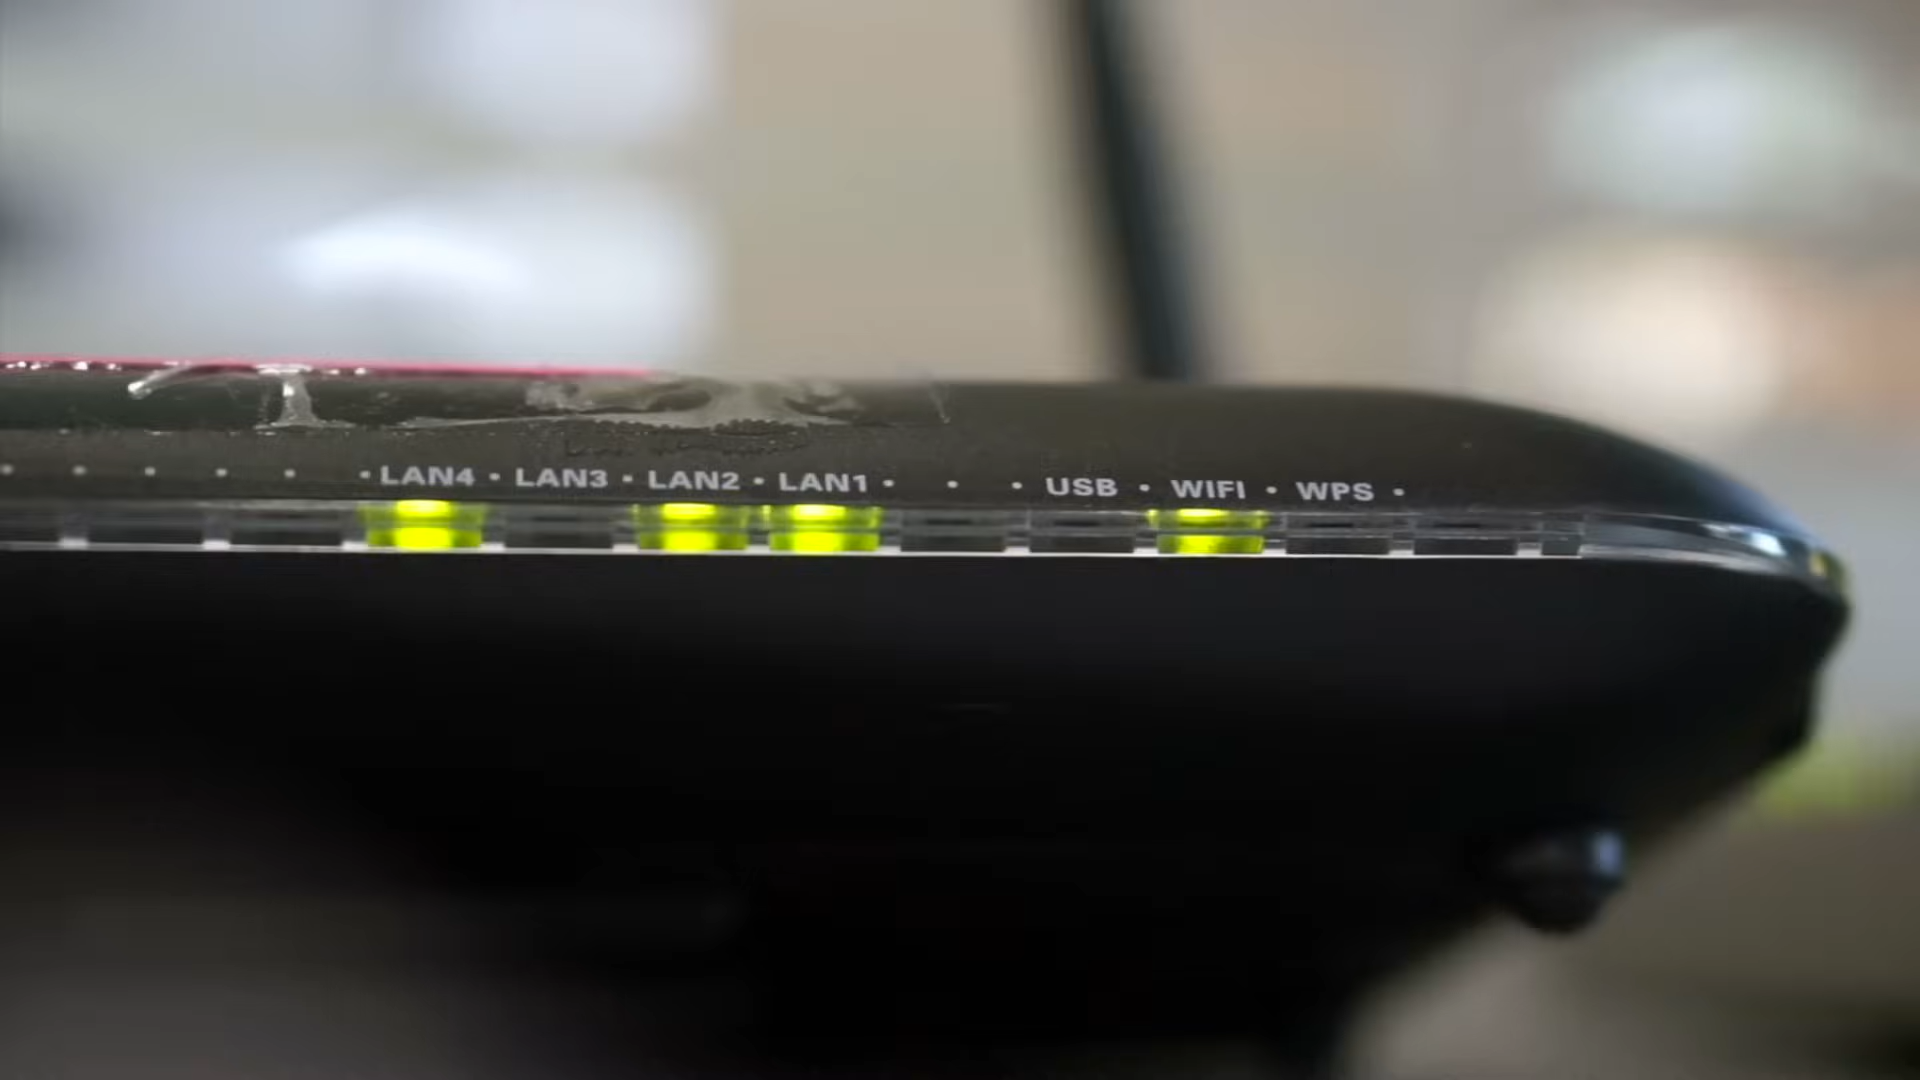 • LAN4 • LAN3 • LAN2 • LAN1 • • • USB • WIFI • WPS •